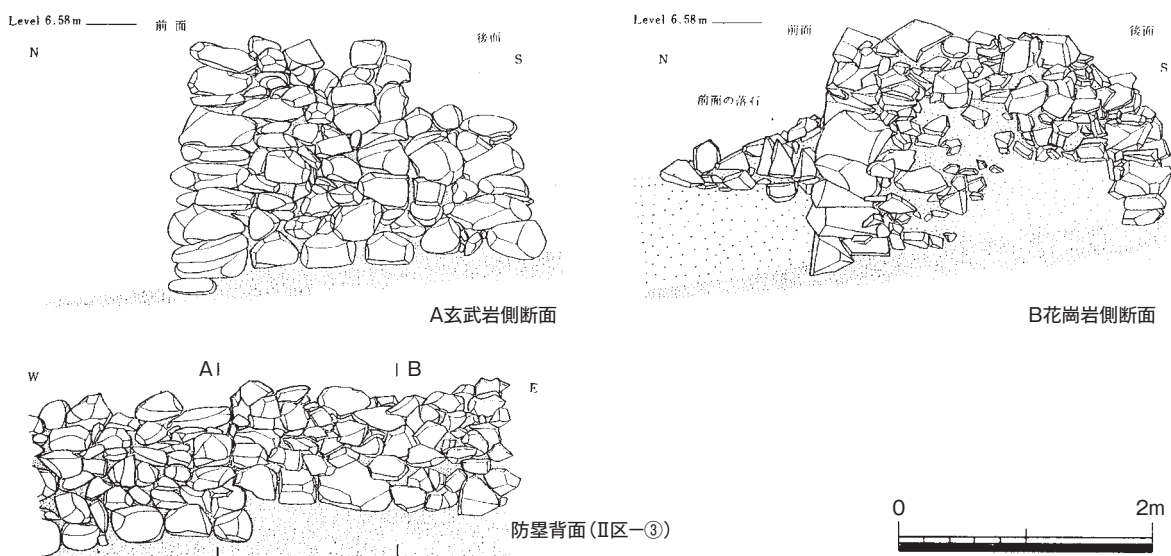 Level 6.58m
前面
後面
N
S
A玄武岩側断面
Level 6.58m
前面
後面
N
S
前面の落石
B花崗岩側断面
W
A
B
E
防塁背面(Ⅱ区ー③)
0
2m